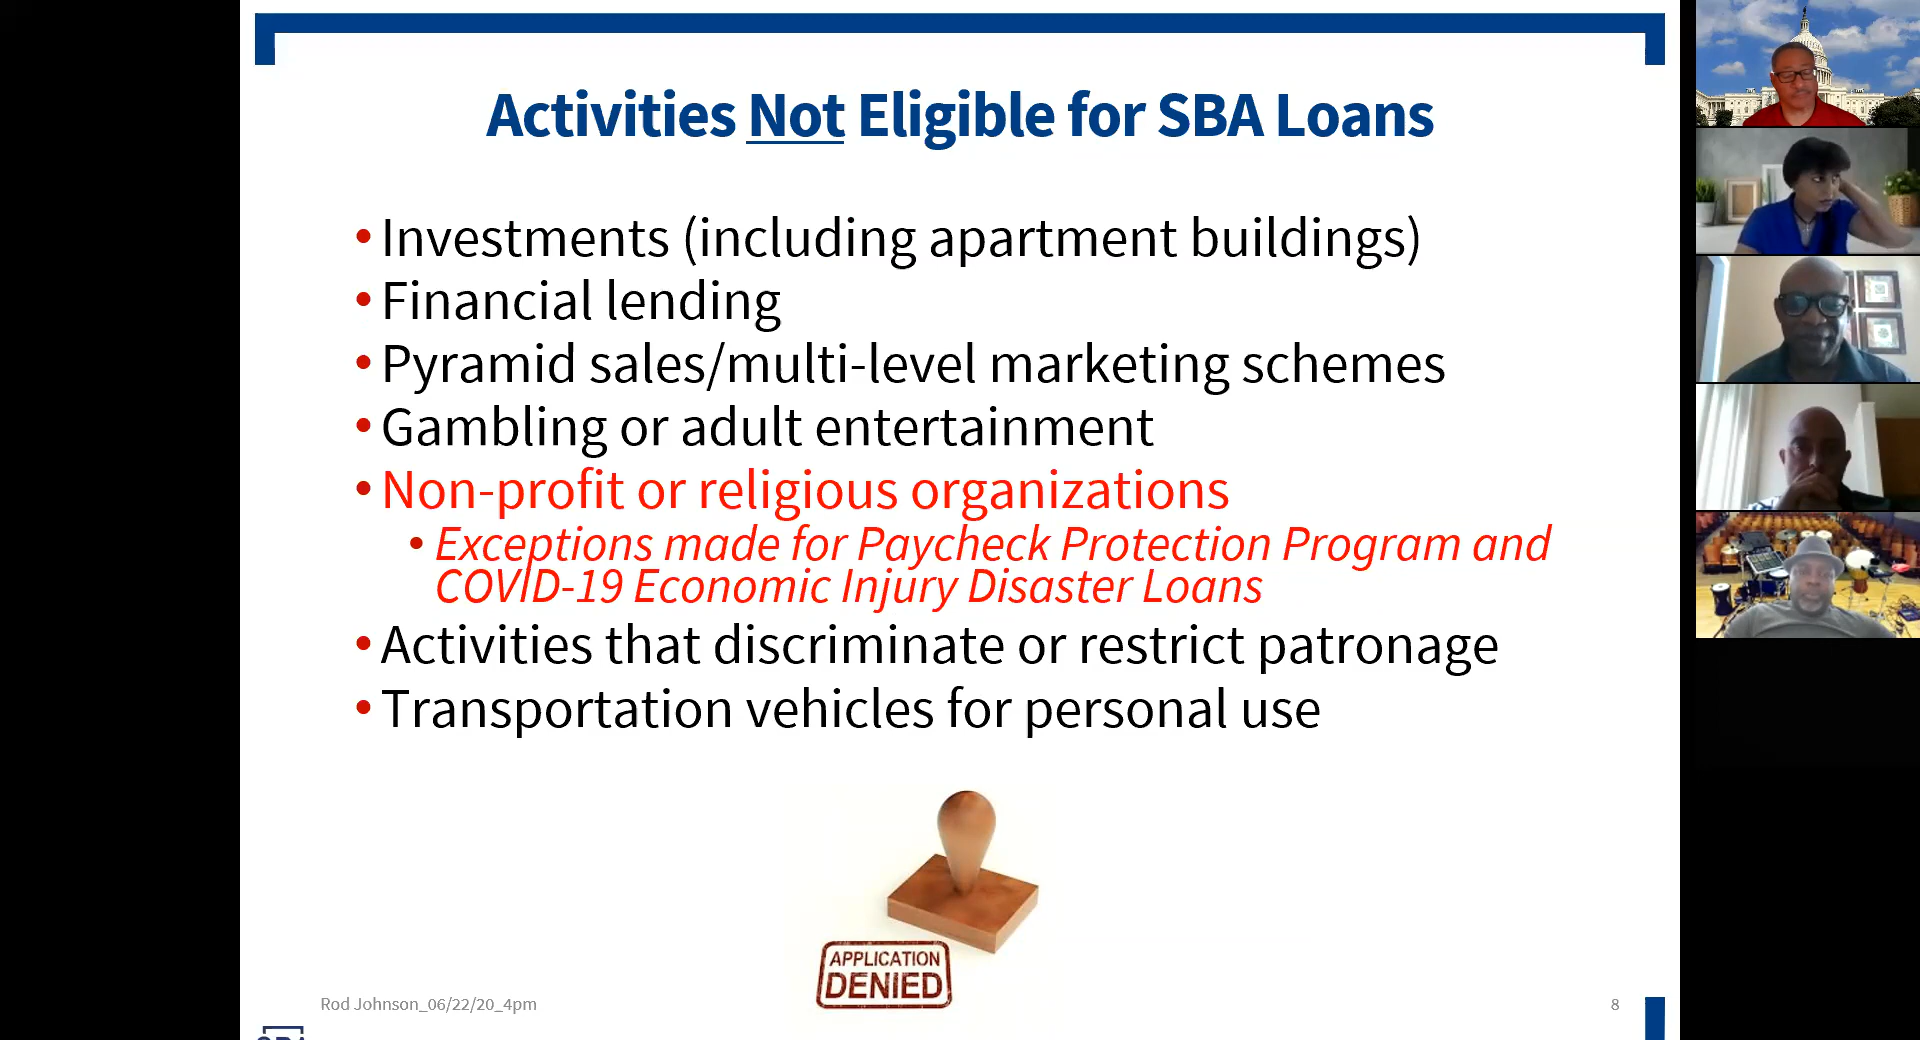 Activities Not Eligible for SBA Loans
• Investments (including apartment buildings)
• Financial lending
• Pyramid sales/multi-level marketing schemes
• Gambling or adult entertainment
• Non-profit or religious organizations
• Exceptions made for Paycheck Protection Program and
COVID-19 Economic Injury Disaster Loans
• Activities that discriminate or restrict patronage
• Transportation vehicles for personal use
APPLICATION
DENIED
Rod Johnson_06/22/20_4pm
8